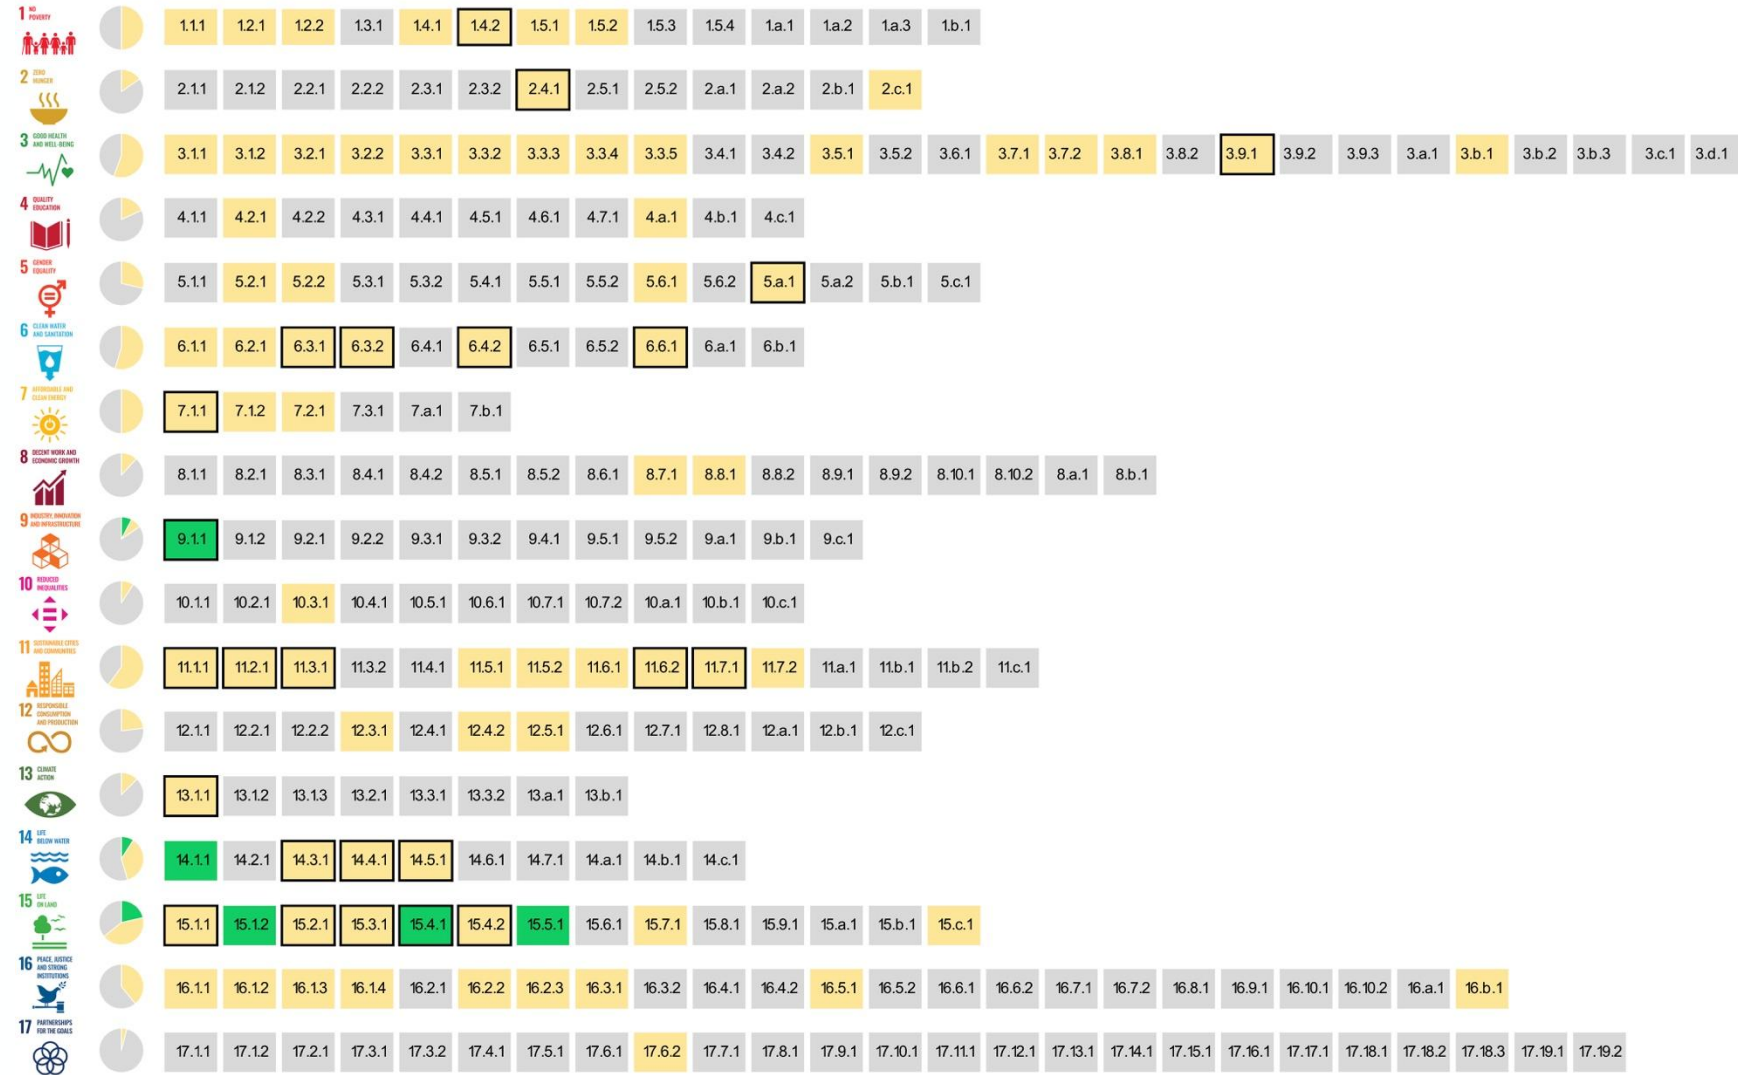 1 NO POVERTY
1.1.1 1.2.1 1.2.2 1.3.1 1.4.1 1.4.2 1.5.1 1.5.2 1.5.3 1.5.4 1.a.1 1.a.2 1.a.3 1.b.1
2 ZERO HUNGER
2.1.1 2.1.2 2.2.1 2.2.2 2.3.1 2.3.2 2.4.1 2.5.1 2.5.2 2.a.1 2.a.2 2.b.1 2.c.1
3 GOOD HEALTH AND WELL-BEING
3.1.1 3.1.2 3.2.1 3.2.2 3.3.1 3.3.2 3.3.3 3.3.4 3.3.5 3.4.1 3.4.2 3.5.1 3.5.2 3.6.1 3.7.1 3.7.2 3.8.1 3.8.2 3.9.1 3.9.2 3.9.3 3.a.1 3.b.1 3.b.2 3.b.3 3.c.1 3.d.1
4 QUALITY EDUCATION
4.1.1 4.2.1 4.2.2 4.3.1 4.4.1 4.5.1 4.6.1 4.7.1 4.a.1 4.b.1 4.c.1
5 GENDER EQUALITY
5.1.1 5.2.1 5.2.2 5.3.1 5.3.2 5.4.1 5.5.1 5.5.2 5.6.1 5.6.2 5.a.1 5.a.2 5.b.1 5.c.1
6 CLEAN WATER AND SANITATION
6.1.1 6.2.1 6.3.1 6.3.2 6.4.1 6.4.2 6.5.1 6.5.2 6.6.1 6.a.1 6.b.1
7 AFFORDABLE AND CLEAN ENERGY
7.1.1 7.1.2 7.2.1 7.3.1 7.a.1 7.b.1
8 DECENT WORK AND ECONOMIC GROWTH
8.1.1 8.2.1 8.3.1 8.4.1 8.4.2 8.5.1 8.5.2 8.6.1 8.7.1 8.8.1 8.8.2 8.9.1 8.9.2 8.10.1 8.10.2 8.a.1 8.b.1
9 INDUSTRY, INNOVATION AND INFRASTRUCTURE
9.1.1 9.1.2 9.2.1 9.2.2 9.3.1 9.3.2 9.4.1 9.5.1 9.5.2 9.a.1 9.b.1 9.c.1
10 REDUCED INEQUALITIES
10.1.1 10.2.1 10.3.1 10.4.1 10.5.1 10.6.1 10.7.1 10.7.2 10.a.1 10.b.1 10.c.1
11 SUSTAINABLE CITIES AND COMMUNITIES
11.1.1 11.2.1 11.3.1 11.3.2 11.4.1 11.5.1 11.5.2 11.6.1 11.6.2 11.7.1 11.7.2 11.a.1 11.b.1 11.b.2 11.c.1
12 RESPONSIBLE CONSUMPTION AND PRODUCTION
12.1.1 12.2.1 12.2.2 12.3.1 12.4.1 12.4.2 12.5.1 12.6.1 12.7.1 12.8.1 12.a.1 12.b.1 12.c.1
13 CLIMATE ACTION
13.1.1 13.1.2 13.1.3 13.2.1 13.3.1 13.3.2 13.a.1 13.b.1
14 LIFE BELOW WATER
14.1.1 14.2.1 14.3.1 14.4.1 14.5.1 14.6.1 14.7.1 14.a.1 14.b.1 14.c.1
15 LIFE ON LAND
15.1.1 15.1.2 15.2.1 15.3.1 15.4.1 15.4.2 15.5.1 15.6.1 15.7.1 15.8.1 15.9.1 15.a.1 15.b.1 15.c.1
16 PEACE, JUSTICE AND STRONG INSTITUTIONS
16.1.1 16.1.2 16.1.3 16.1.4 16.2.1 16.2.2 16.2.3 16.3.1 16.3.2 16.4.1 16.4.2 16.5.1 16.5.2 16.6.1 16.6.2 16.7.1 16.7.2 16.8.1 16.9.1 16.10.1 16.10.2 16.a.1 16.b.1
17 PARTNERSHIPS FOR THE GOALS
17.1.1 17.1.2 17.2.1 17.3.1 17.3.2 17.4.1 17.5.1 17.6.1 17.6.2 17.7.1 17.8.1 17.9.1 17.10.1 17.11.1 17.12.1 17.13.1 17.14.1 17.15.1 17.16.1 17.17.1 17.18.1 17.18.2 17.18.3 17.19.1 17.19.2